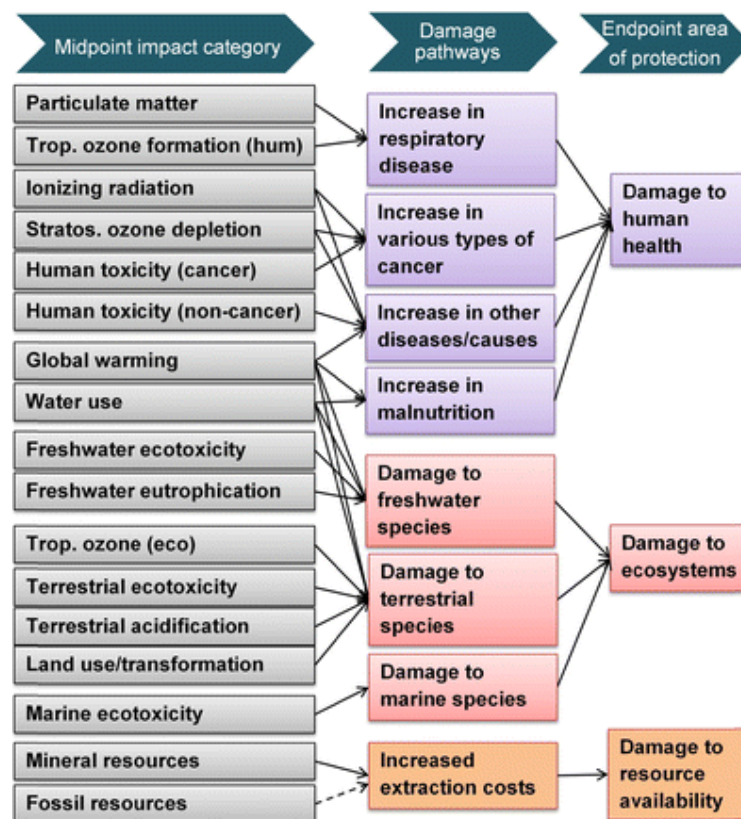 Midpoint impact category
Damage
pathways
Endpoint area
of protection
Particulate matter
Trop. ozone formation (hum)
Ionizing radiation
Stratos. ozone depletion
Human toxicity (cancer)
Human toxicity (non-cancer)
Global warming
Water use
Freshwater ecotoxicity
Freshwater eutrophication
Trop. ozone (eco)
Terrestrial ecotoxicity
Terrestrial acidification
Land use/transformation
Marine ecotoxicity
Mineral resources
Fossil resources
Increase in
respiratory
disease
Increase in
various types of
cancer
Increase in other
diseases/causes
Increase in
malnutrition
Damage to
freshwater
species
Damage to
terrestrial
species
Damage to
marine species
Increased
extraction costs
Damage to
human
health
Damage to
ecosystems
Damage to
resource
availability